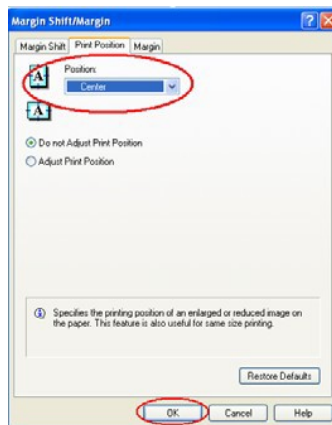 Margin Shift/Margin
Margin Shift Print Position Margin
A
Position:
Center
A
Do not Adjust Print Position
Adjust Print Position
Specifies the printing position of an enlarged or reduced image on
the paper. This feature is also useful for same size printing.
Restore Defaults
OK Cancel Help